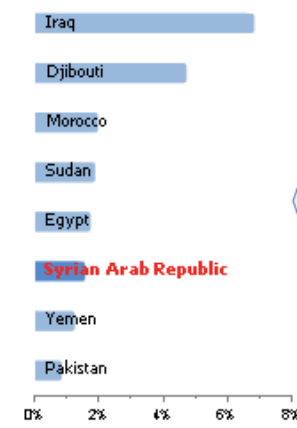 Iraq
Djibouti
Morocco
Sudan
Egypt
Syrian Arab Republic
Yemen
Pakistan
0% 2% 4% 6% 8%